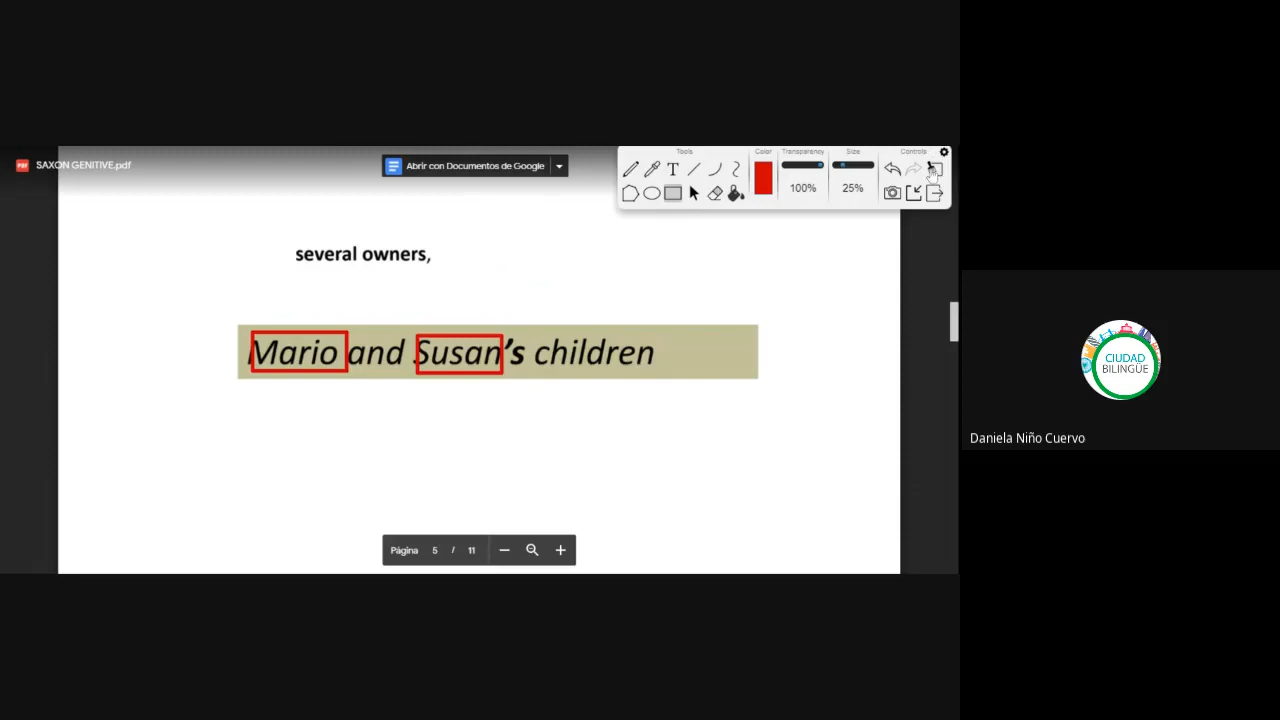 SAXON GENITIVE.pdf
Abrir con Documentos de Google
Tools
Color
Transparency
Size
Controls
100%
25%
several owners,
Mario and Susan's children
Página 5 / 11
CIUDAD
BILINGÜE
Daniela Niño Cuervo